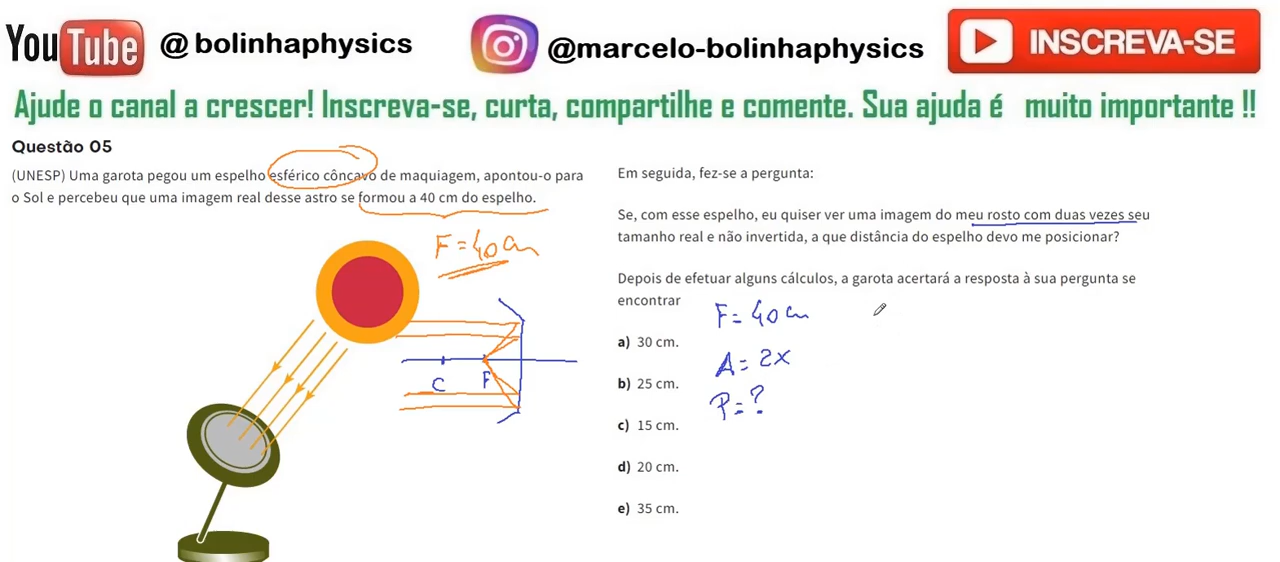 YouTube @bolinhaphysics @marcelo-bolinhaphysics INSCREVA-SE
Ajude o canal a crescer! Inscreva-se, curta, compartilhe e comente. Sua ajuda é muito importante !!
Questão 05
(UNESP) Uma garota pegou um espelho esférico côncavo de maquiagem, apontou-o para
o Sol e percebeu que uma imagem real desse astro se formou a 40 cm do espelho.
F = 40 cm
C F
Em seguida, fez-se a pergunta:
Se, com esse espelho, eu quiser ver uma imagem do meu rosto com duas vezes seu
tamanho real e não invertida, a que distância do espelho devo me posicionar?
Depois de efetuar alguns cálculos, a garota acertará a resposta à sua pergunta se
encontrar
a) 30 cm.
b) 25 cm.
c) 15 cm.
d) 20 cm.
e) 35 cm.
F = 40 cm
A = 2x
P = ?